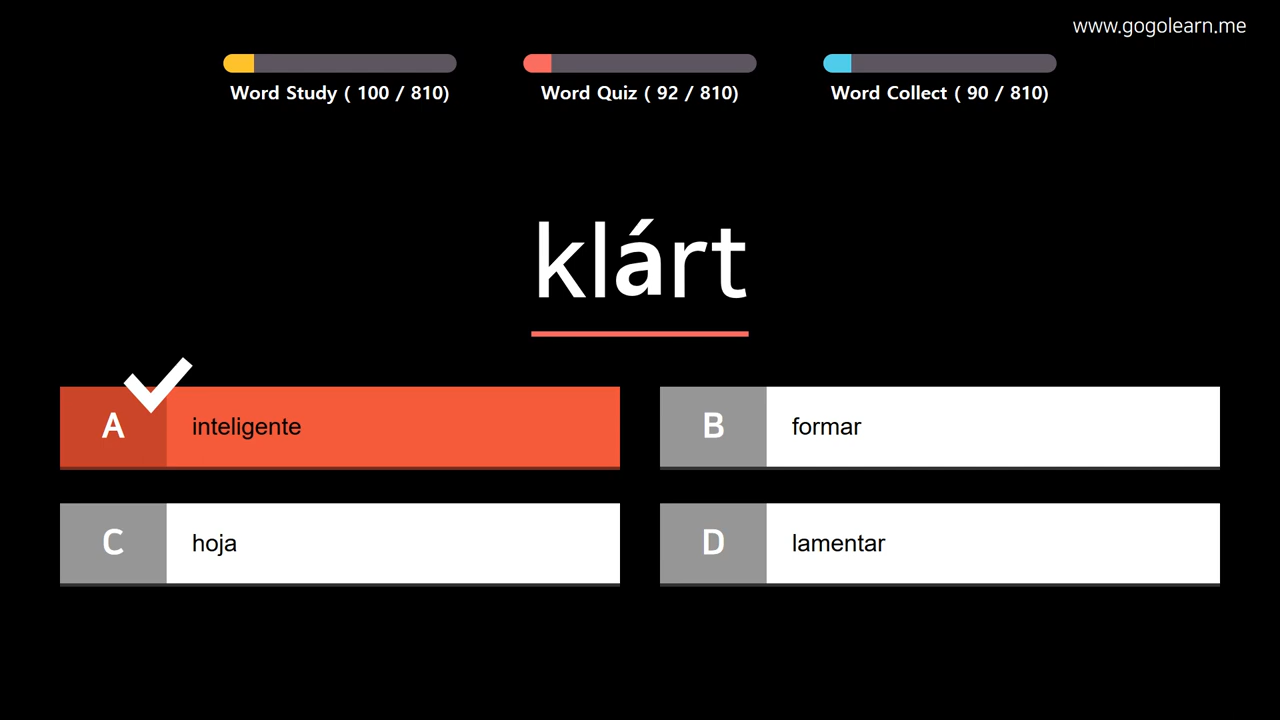 www.gogolearn.me
Word Study ( 100 / 810)
Word Quiz ( 92 / 810)
Word Collect ( 90 / 810)
klárt
A inteligente
B formar
C hoja
D lamentar